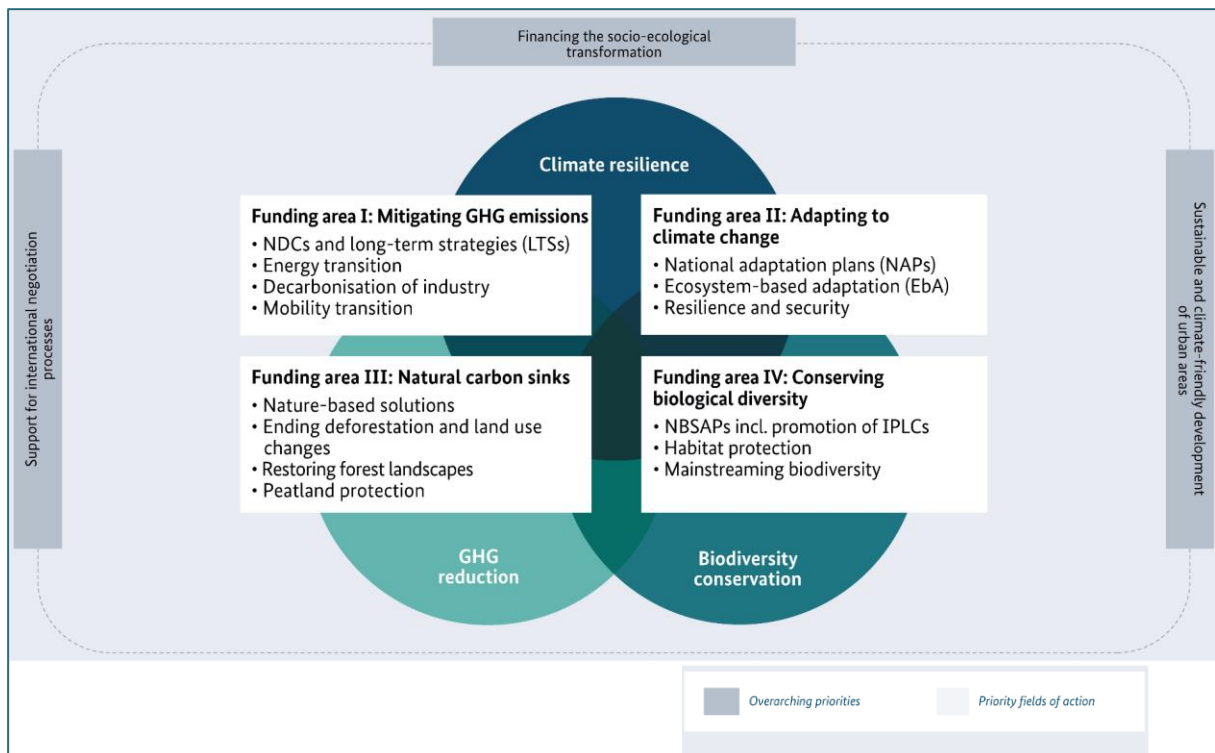 Financing the socio-ecological
transformation
Support for international negotiation
processes
Climate resilience
Funding area I: Mitigating GHG emissions
• NDCs and long-term strategies (LTSs)
• Energy transition
• Decarbonisation of industry
• Mobility transition
Funding area II: Adapting to
climate change
• National adaptation plans (NAPs)
• Ecosystem-based adaptation (EbA)
• Resilience and security
Funding area III: Natural carbon sinks
• Nature-based solutions
• Ending deforestation and land use
changes
• Restoring forest landscapes
• Peatland protection
Funding area IV: Conserving
biological diversity
• NBSAPs incl. promotion of IPLCs
• Habitat protection
• Mainstreaming biodiversity
GHG
reduction
Biodiversity
conservation
Sustainable and climate-friendly development
of urban areas
Overarching priorities
Priority fields of action